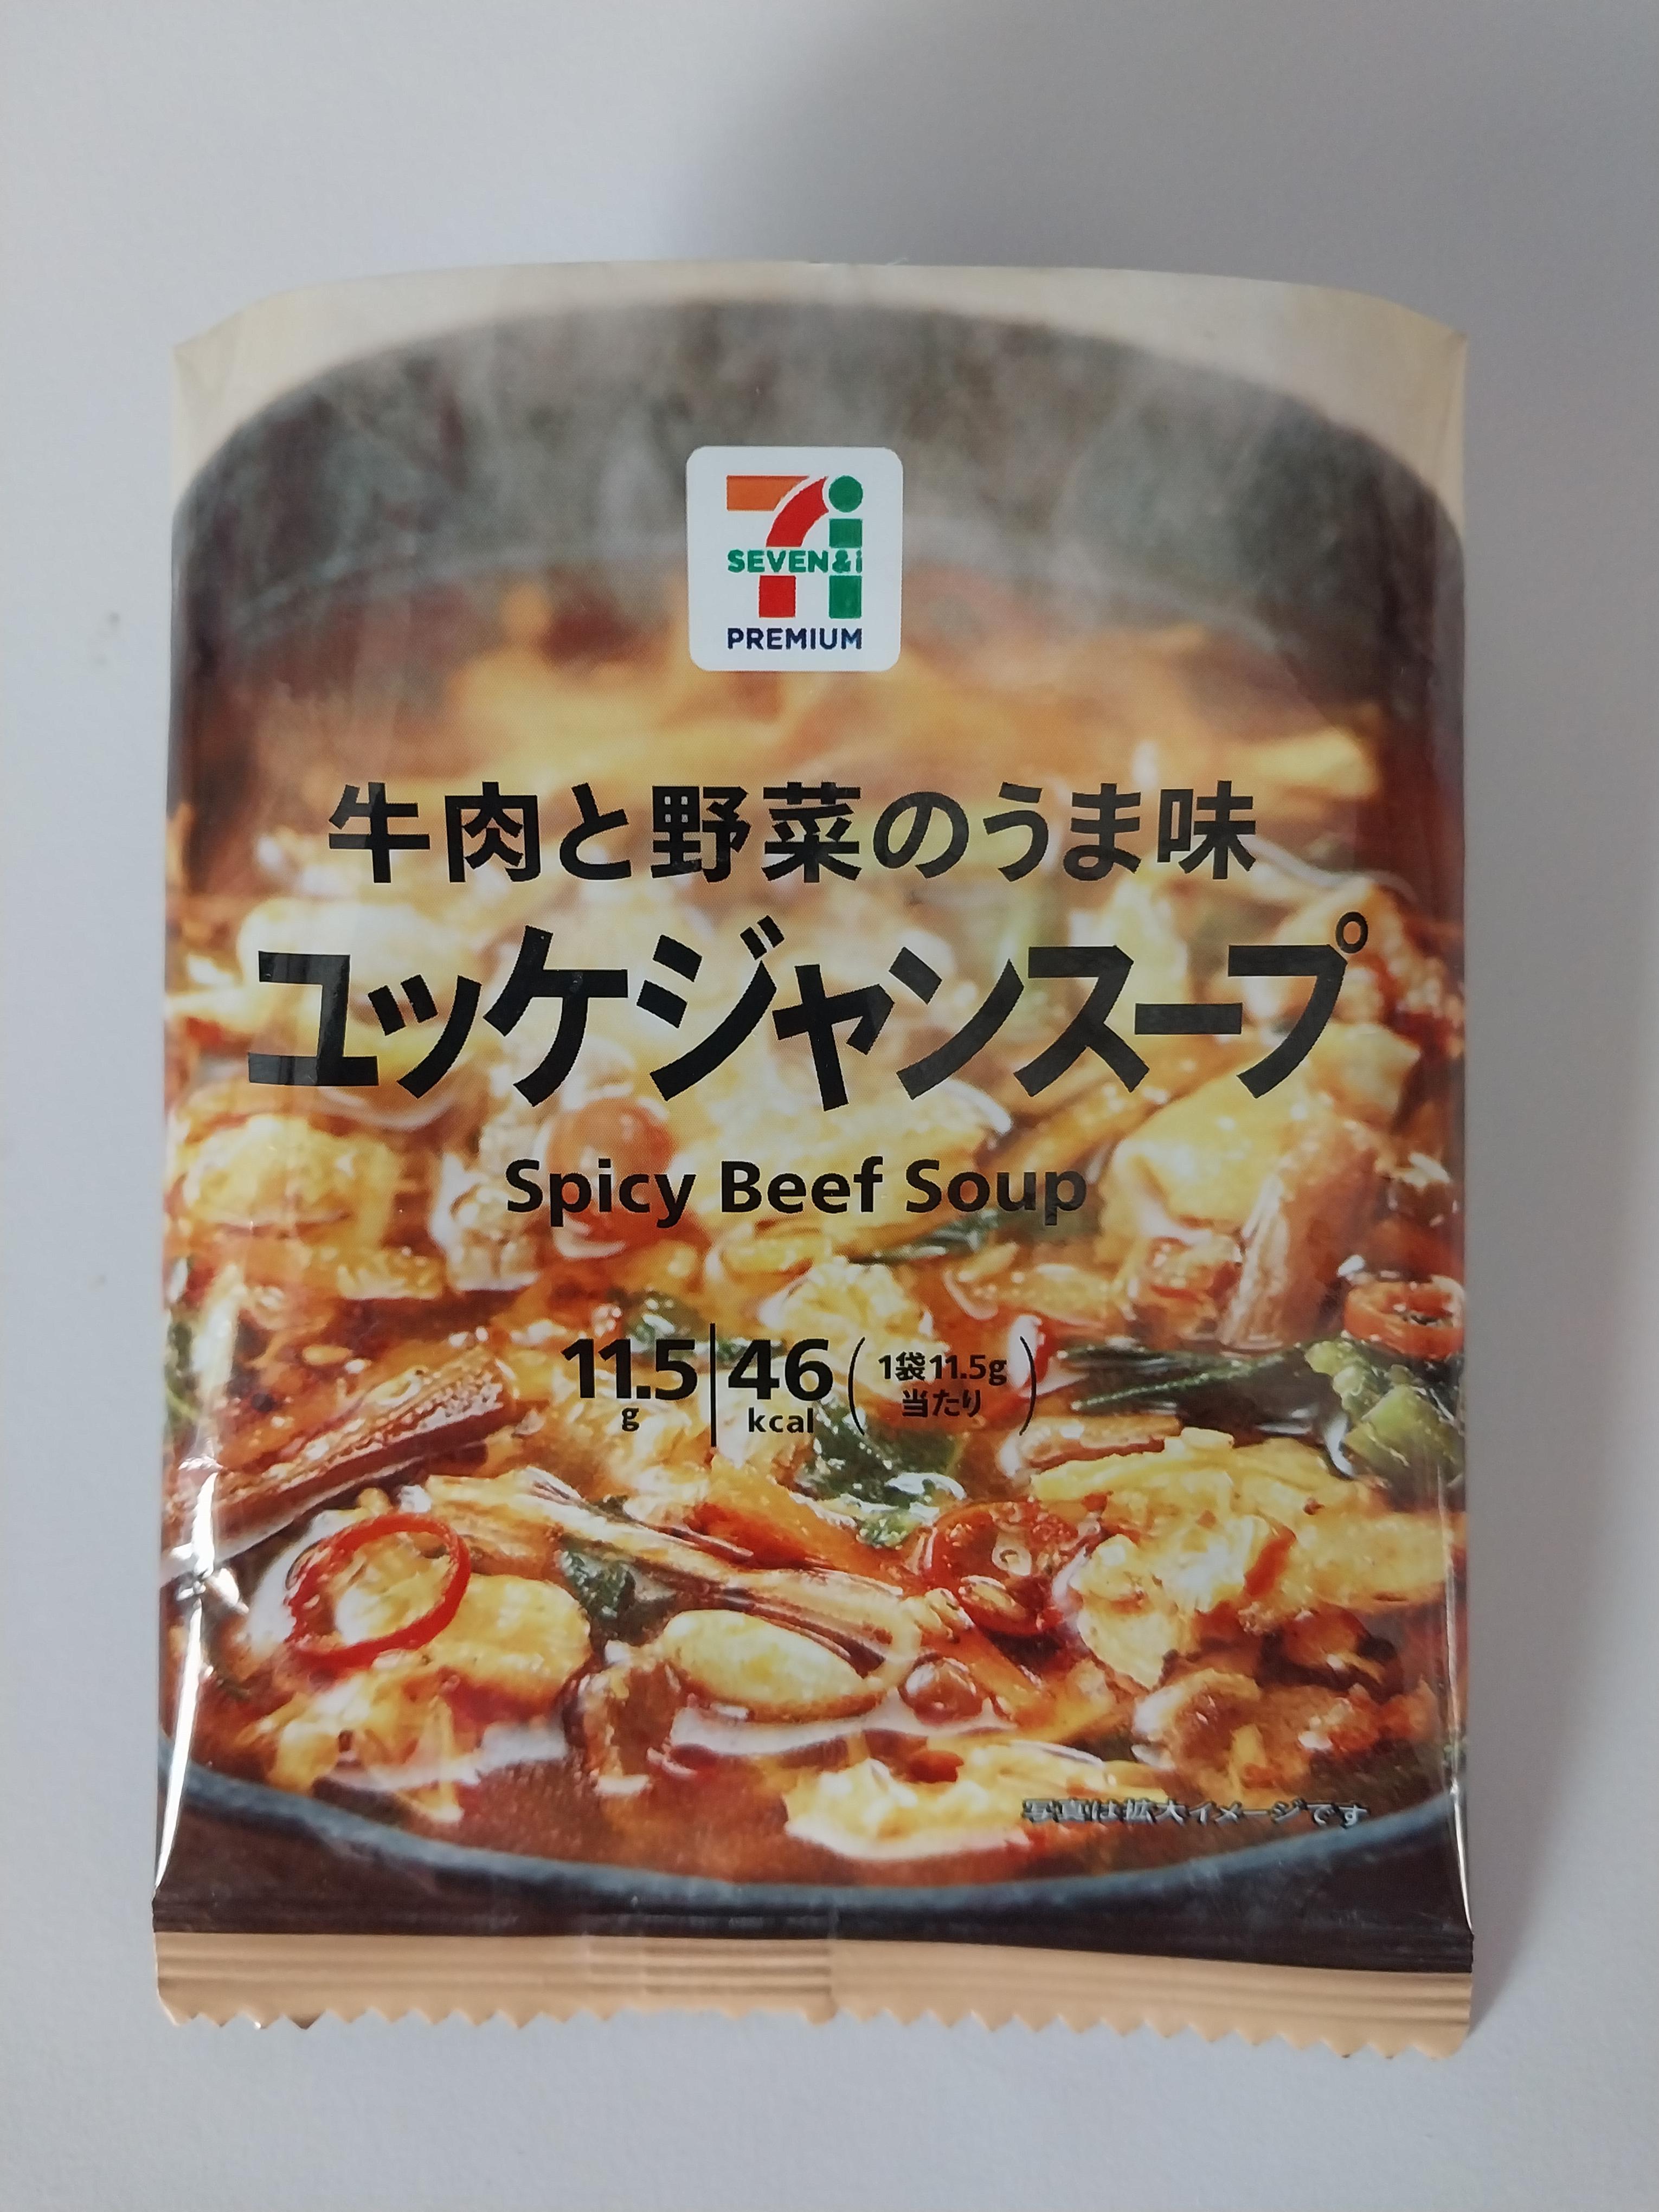 SEVEN&i
PREMIUM
牛肉と野菜のうま味
ユッケジャンスープ
Spicy Beef Soup
11.5g 46kcal (1袋11.5g当たり)
写真は拡大イメージです